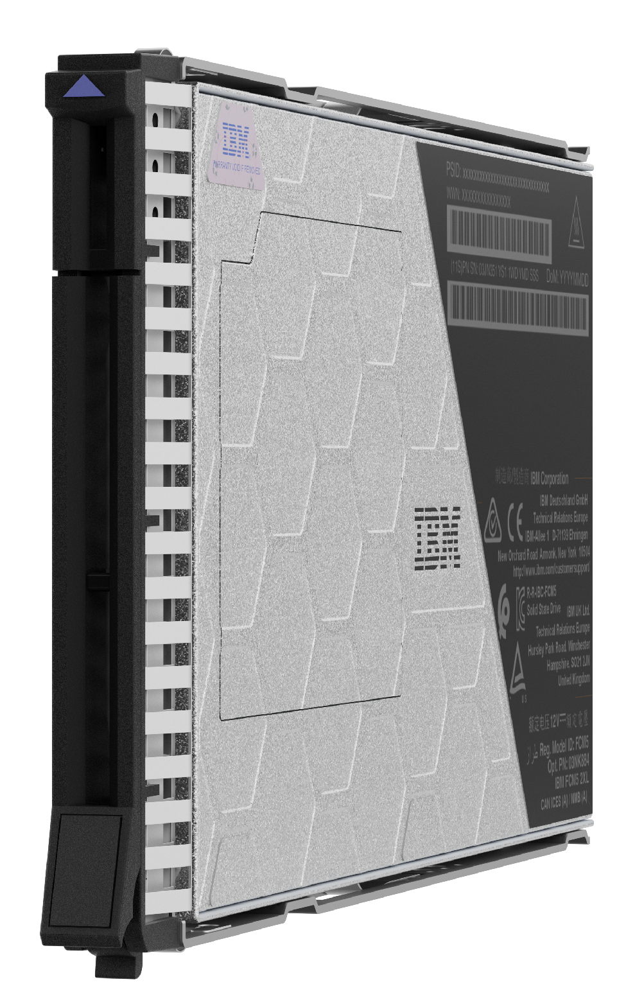 IBM
WARRANTY VOID IF REMOVED
PSID: XXXXXXXXXXXXXXXXXXXXXXXXXXXXXXXX
WWN: XXXXXXXXXXXXXXXX
(11S)PN SN: 03JN351YS1 1WD YMD SSS DoM: YYYYMMDD
IBM
制造商/製造商 IBM Corporation
IBM Deutschland GmbH
Technical Relations Europe
IBM-Allee 1 D-71139 Ehningen
New Orchard Road, Armonk, New York 10504
http://www.ibm.com/customersupport/
CE
R-R-IBC-FCM5
Solid State Drive
IBM UK Ltd.
Technical Relations Europe
Hursley Park Road, Winchester
Hampshire, SO21 2JN
United Kingdom
US
额定电压 12V 額定電壓
طراز Reg. Model ID: FCM5
Opt. PN: 03NK884
IBM FCM5 2XL
CAN ICES (A) / NMB (A)